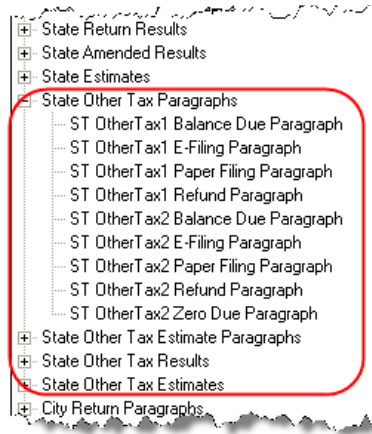 State Return Results
State Amended Results
State Estimates
State Other Tax Paragraphs
ST OtherTax1 Balance Due Paragraph
ST OtherTax1 E-Filing Paragraph
ST OtherTax1 Paper Filing Paragraph
ST OtherTax1 Refund Paragraph
ST OtherTax2 Balance Due Paragraph
ST OtherTax2 E-Filing Paragraph
ST OtherTax2 Paper Filing Paragraph
ST OtherTax2 Refund Paragraph
ST OtherTax2 Zero Due Paragraph
State Other Tax Estimate Paragraphs
State Other Tax Results
State Other Tax Estimates
City Return Paragraphs